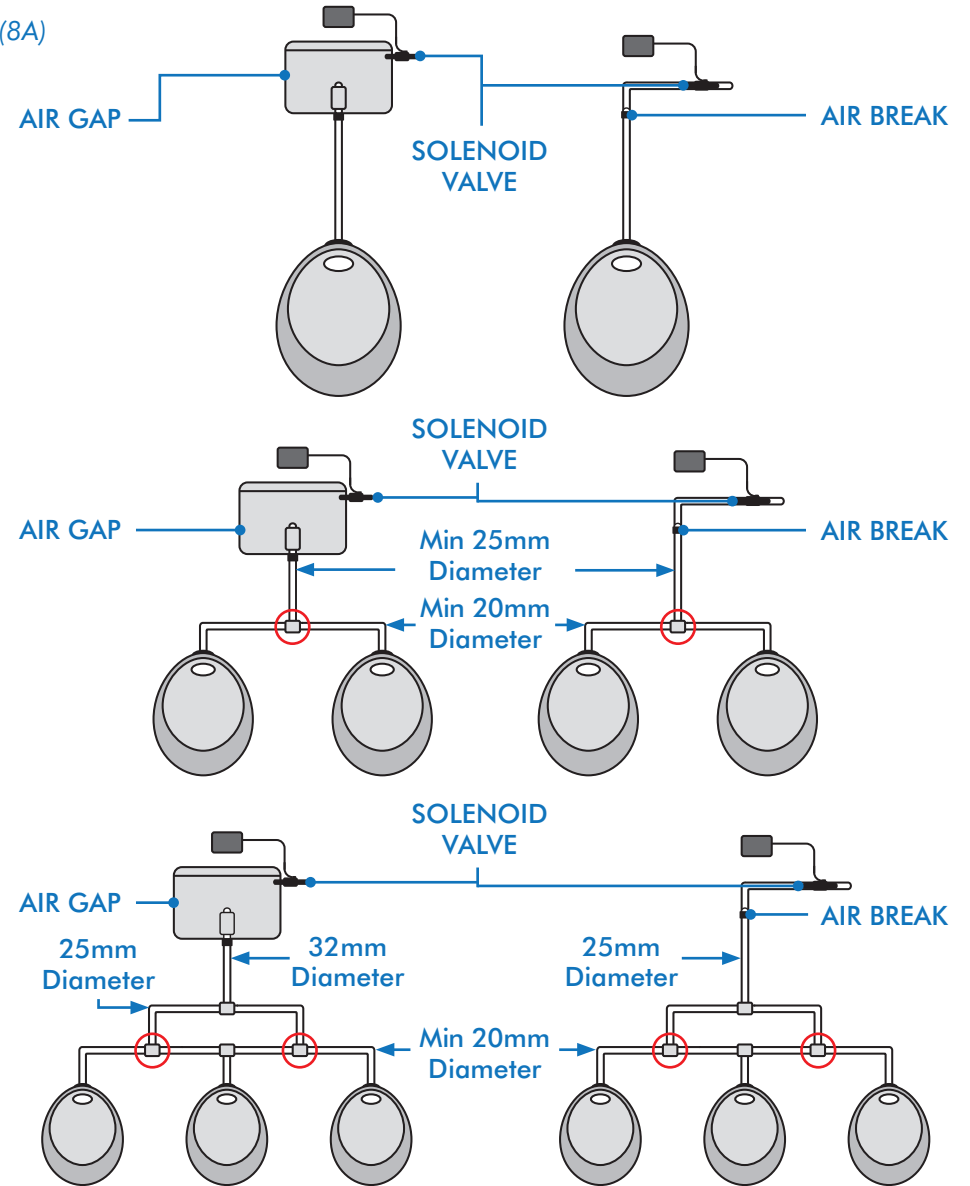 (8A)
AIR GAP
SOLENOID
VALVE
AIR BREAK
SOLENOID
VALVE
AIR GAP
Min 25mm
Diameter
AIR BREAK
Min 20mm
Diameter
SOLENOID
VALVE
AIR GAP
AIR BREAK
25mm
Diameter
32mm
Diameter
25mm
Diameter
Min 20mm
Diameter